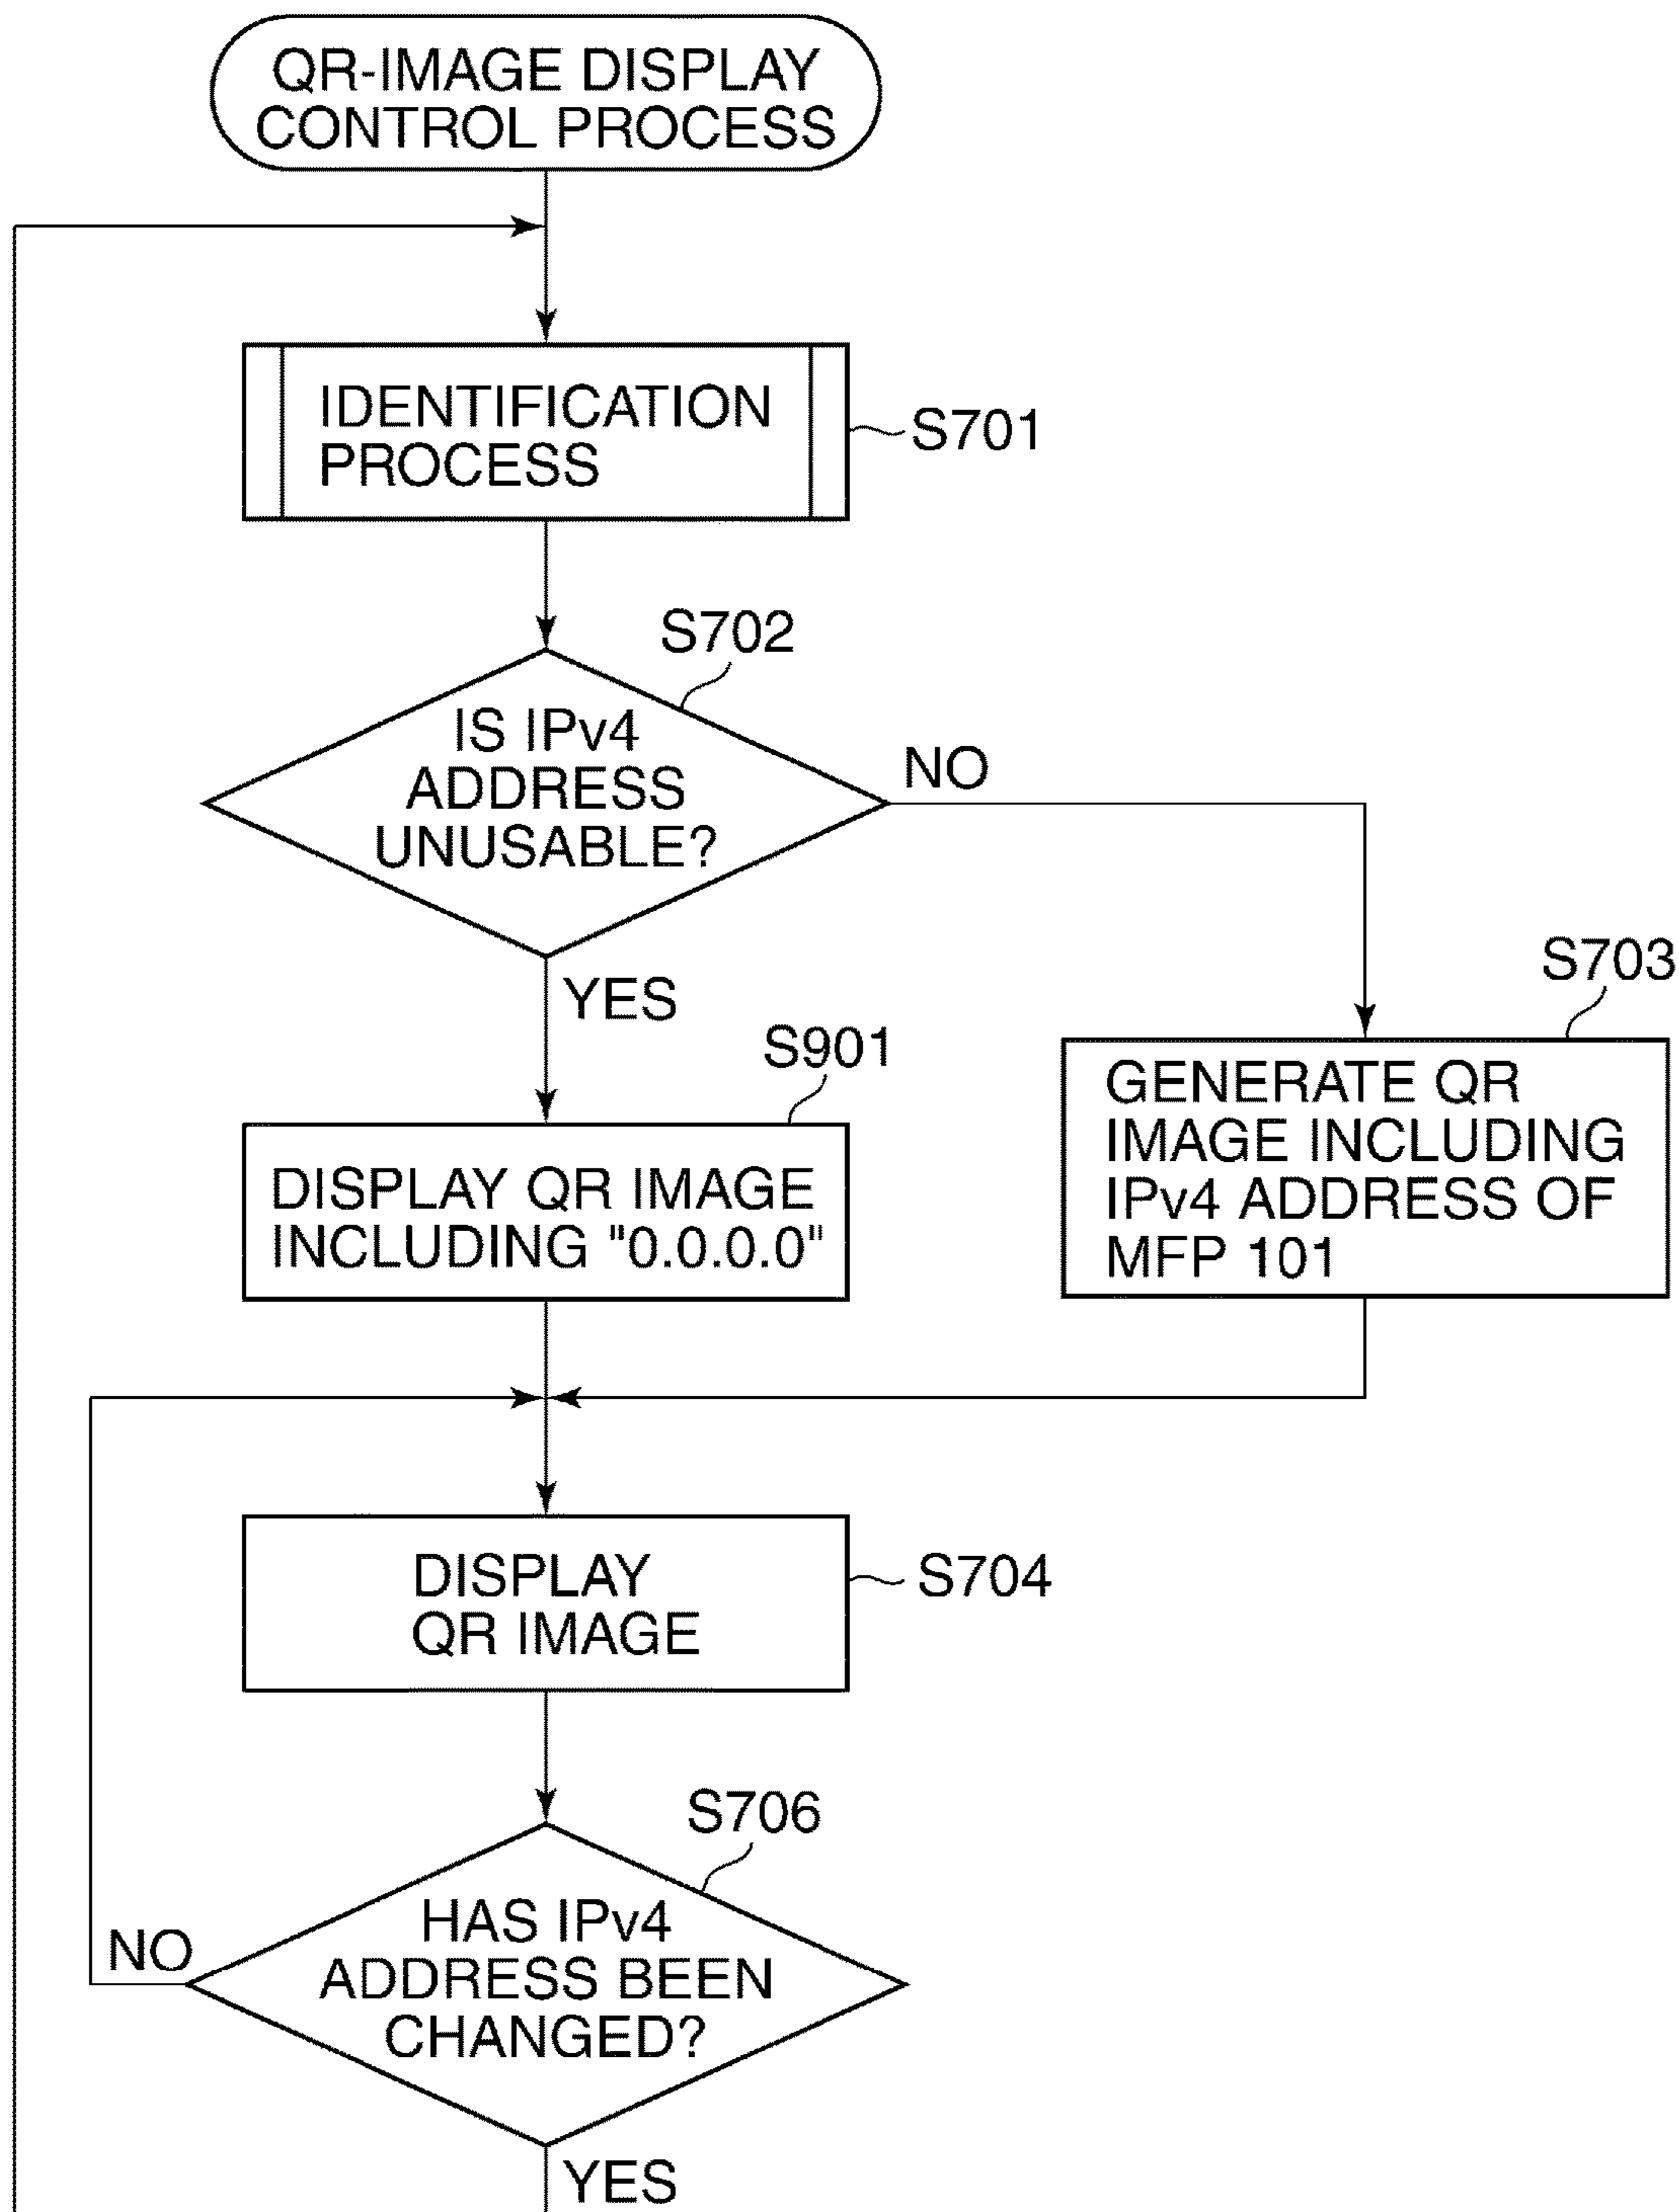 QR-IMAGE DISPLAY
CONTROL PROCESS
IDENTIFICATION
PROCESS
S701
S702
IS IPv4
ADDRESS
UNUSABLE?
NO
YES
S703
GENERATE QR
IMAGE INCLUDING
IPv4 ADDRESS OF
MFP 101
S901
DISPLAY QR IMAGE
INCLUDING "0.0.0.0"
DISPLAY
QR IMAGE
S704
S706
HAS IPv4
ADDRESS BEEN
CHANGED?
NO
YES